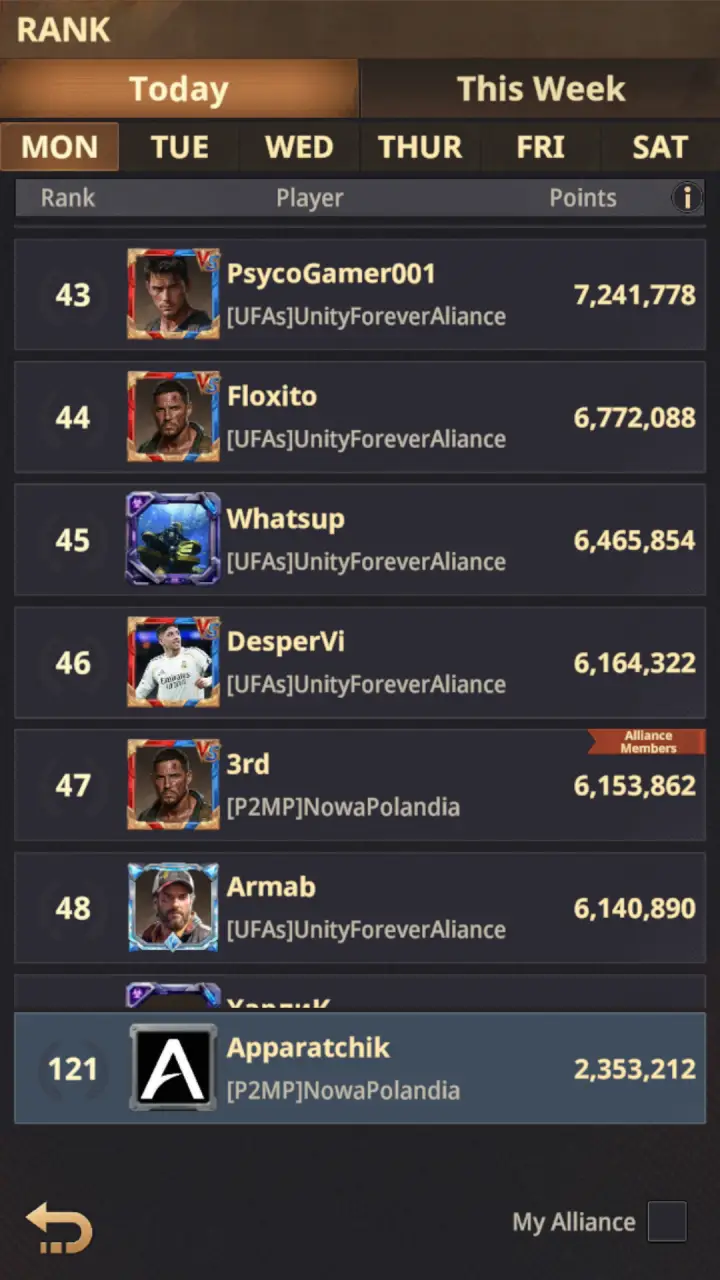 RANK
Today
This Week
MON
TUE
WED
THUR
FRI
SAT
Rank
Player
Points
43
PsycoGamer001
[UFAs]UnityForeverAliance
7,241,778
44
Floxito
[UFAs]UnityForeverAliance
6,772,088
45
Whatsup
[UFAs]UnityForeverAliance
6,465,854
46
DesperVi
[UFAs]UnityForeverAliance
6,164,322
Alliance
Members
47
3rd
[P2MP]NowaPolandia
6,153,862
48
Armab
[UFAs]UnityForeverAliance
6,140,890
121
Apparatchik
[P2MP]NowaPolandia
2,353,212
My Alliance